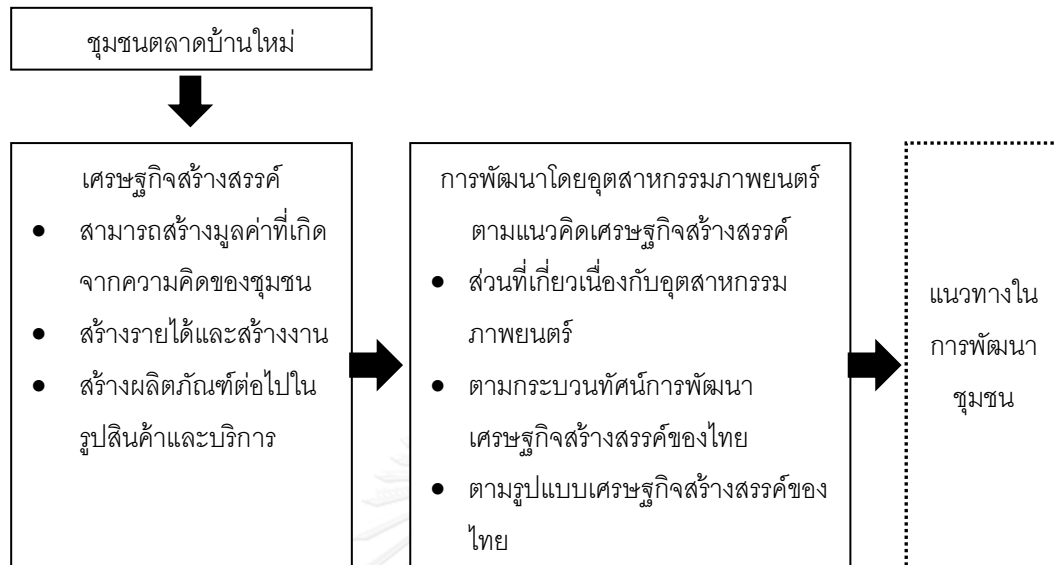 ชุมชนตลาดบ้านใหม่
เศรษฐกิจสร้างสรรค์
● สามารถสร้างมูลค่าที่เกิด
จากความคิดของชุมชน
● สร้างรายได้และสร้างงาน
● สร้างผลิตภัณฑ์ต่อไปใน
รูปสินค้าและบริการ
การพัฒนาโดยอุตสาหกรรมภาพยนตร์
ตามแนวคิดเศรษฐกิจสร้างสรรค์
● ส่วนที่เกี่ยวเนื่องกับอุตสาหกรรม
ภาพยนตร์
● ตามกระบวนทัศน์การพัฒนา
เศรษฐกิจสร้างสรรค์ของไทย
● ตามรูปแบบเศรษฐกิจสร้างสรรค์ของ
ไทย
แนวทางใน
การพัฒนา
ชุมชน